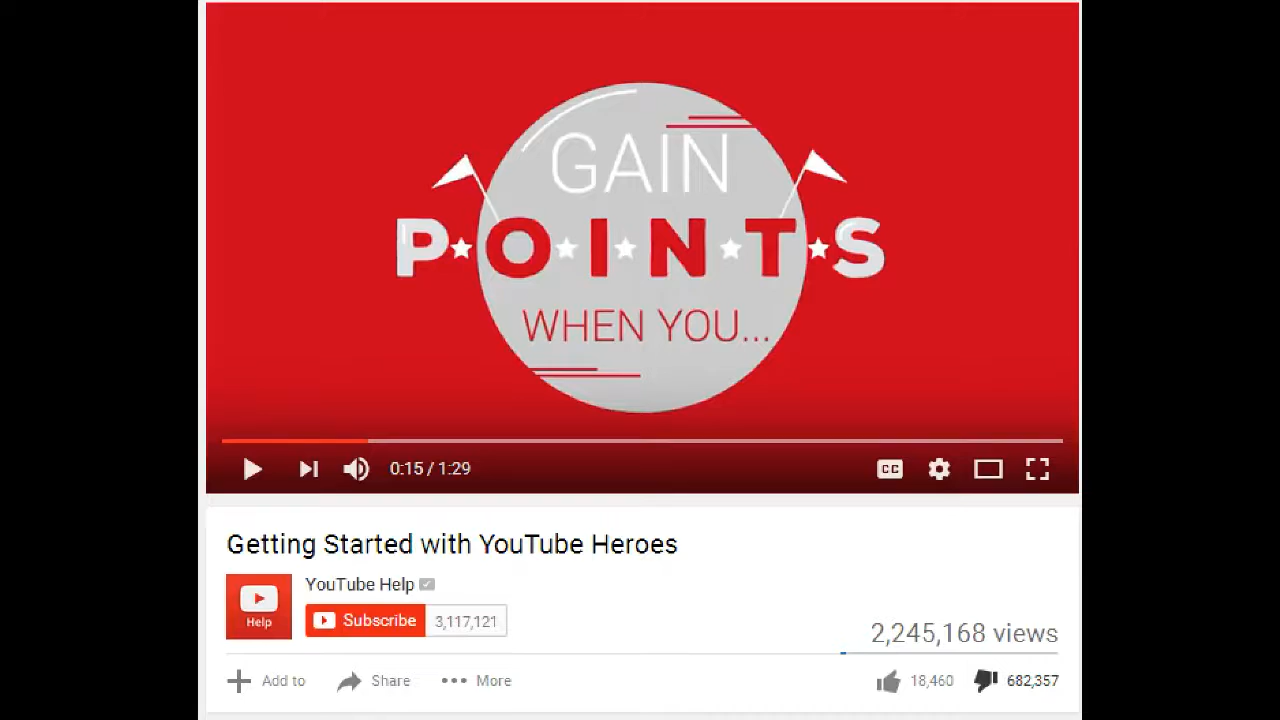 GAIN
P★O★I★N★T★S
WHEN YOU...
0:15 / 1:29
CC
Getting Started with YouTube Heroes
YouTube Help
Help
Subscribe 3,117,121
2,245,168 views
Add to Share More 18,460 682,357